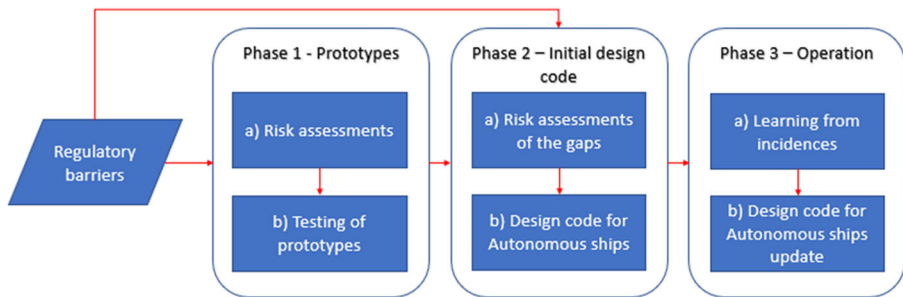 Regulatory
barriers
Phase 1 - Prototypes
a) Risk assessments
b) Testing of
prototypes
Phase 2 – Initial design
code
a) Risk assessments
of the gaps
b) Design code for
Autonomous ships
Phase 3 – Operation
a) Learning from
incidences
b) Design code for
Autonomous ships
update